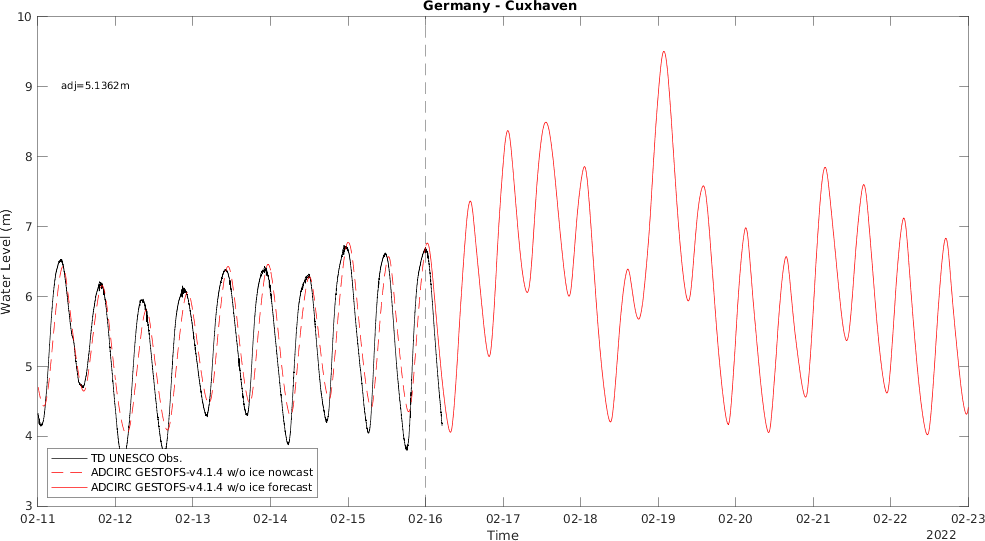 Germany - Cuxhaven
10
9
8
7
6
5
4
3
Water Level (m)
adj=5.1362m
TD UNESCO Obs.
ADCIRC GESTOFS-v4.1.4 w/o ice nowcast
ADCIRC GESTOFS-v4.1.4 w/o ice forecast
02-11 02-12 02-13 02-14 02-15 02-16 02-17 02-18 02-19 02-20 02-21 02-22 02-23
Time
2022